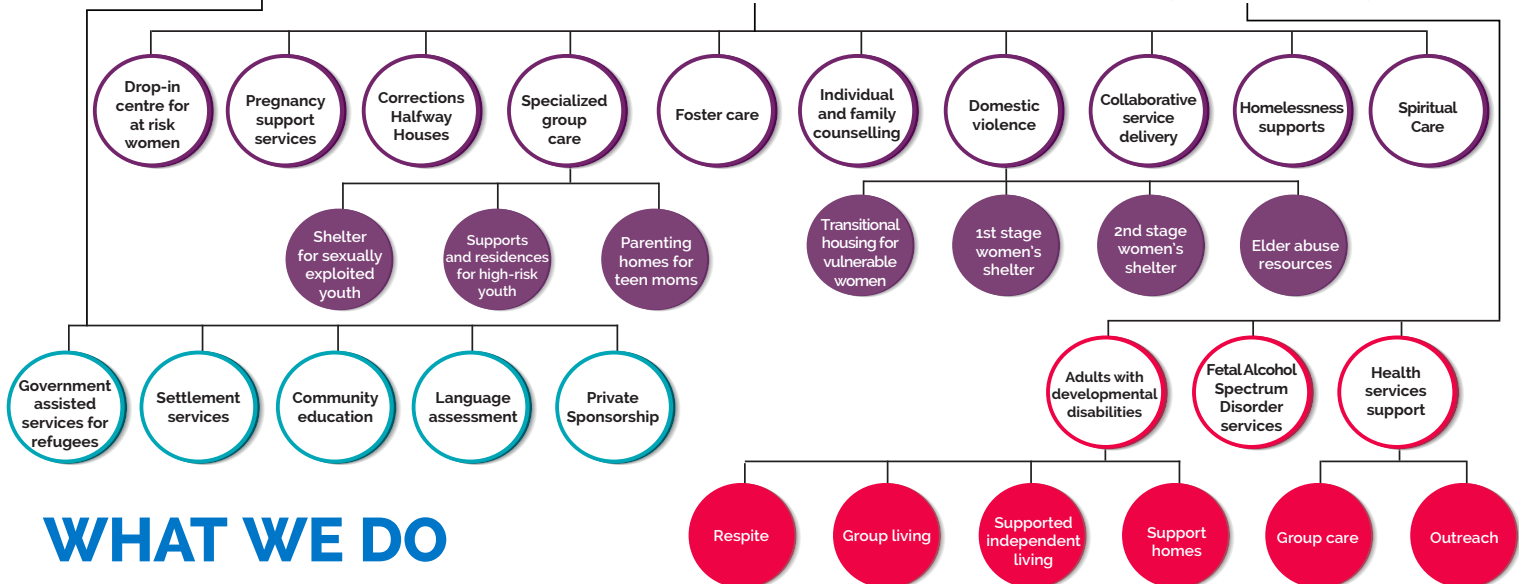 Drop-in
centre for
at risk
women
Pregnancy
support
services
Corrections
Halfway
Houses
Specialized
group
care
Foster care
Individual
and family
counselling
Domestic
violence
Collaborative
service
delivery
Homelessness
supports
Spiritual
Care
Shelter
for sexually
exploited
youth
Supports
and residences
for high-risk
youth
Parenting
homes for
teen moms
Transitional
housing for
vulnerable
women
1st stage
women's
shelter
2nd stage
women's
shelter
Elder abuse
resources
Government
assisted
services for
refugees
Settlement
services
Community
education
Language
assessment
Private
Sponsorship
Adults with
developmental
disabilities
Fetal Alcohol
Spectrum
Disorder
services
Health
services
support
Respite
Group living
Supported
independent
living
Support
homes
Group care
Outreach
WHAT WE DO